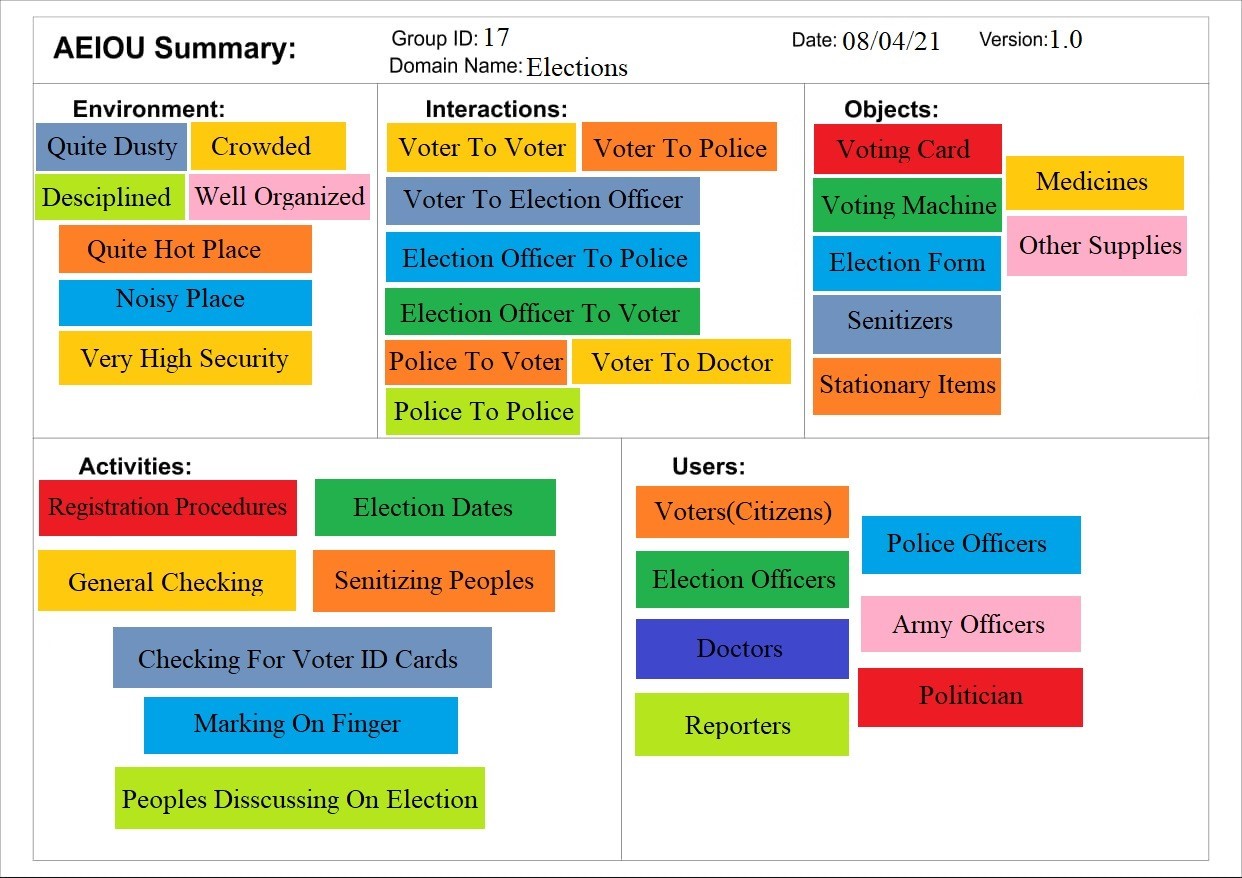 AEIOU Summary:
Group ID: 17
Domain Name: Elections
Date: 08/04/21
Version:1.0
Environment:
Quite Dusty
Crowded
Desciplined
Well Organized
Quite Hot Place
Noisy Place
Very High Security
Interactions:
Voter To Voter
Voter To Police
Voter To Election Officer
Election Officer To Police
Election Officer To Voter
Police To Voter
Voter To Doctor
Police To Police
Objects:
Voting Card
Voting Machine
Election Form
Senitizers
Stationary Items
Medicines
Other Supplies
Activities:
Registration Procedures
Election Dates
General Checking
Senitizing Peoples
Checking For Voter ID Cards
Marking On Finger
Peoples Disscussing On Election
Users:
Voters(Citizens)
Election Officers
Doctors
Reporters
Police Officers
Army Officers
Politician